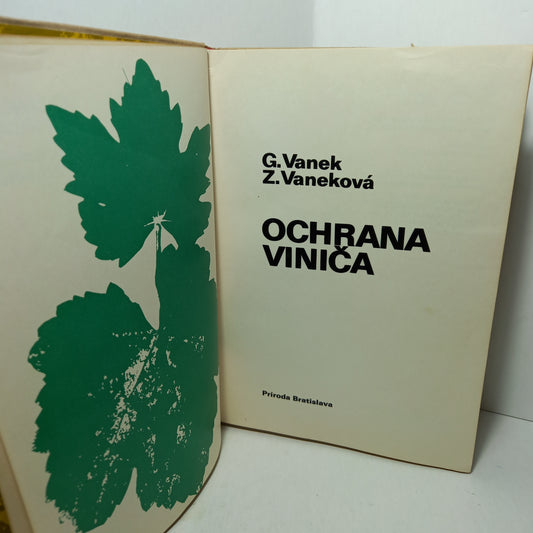 G.Vanek
Z.Vaneková
OCHRANA
VINIČA
Príroda Bratislava